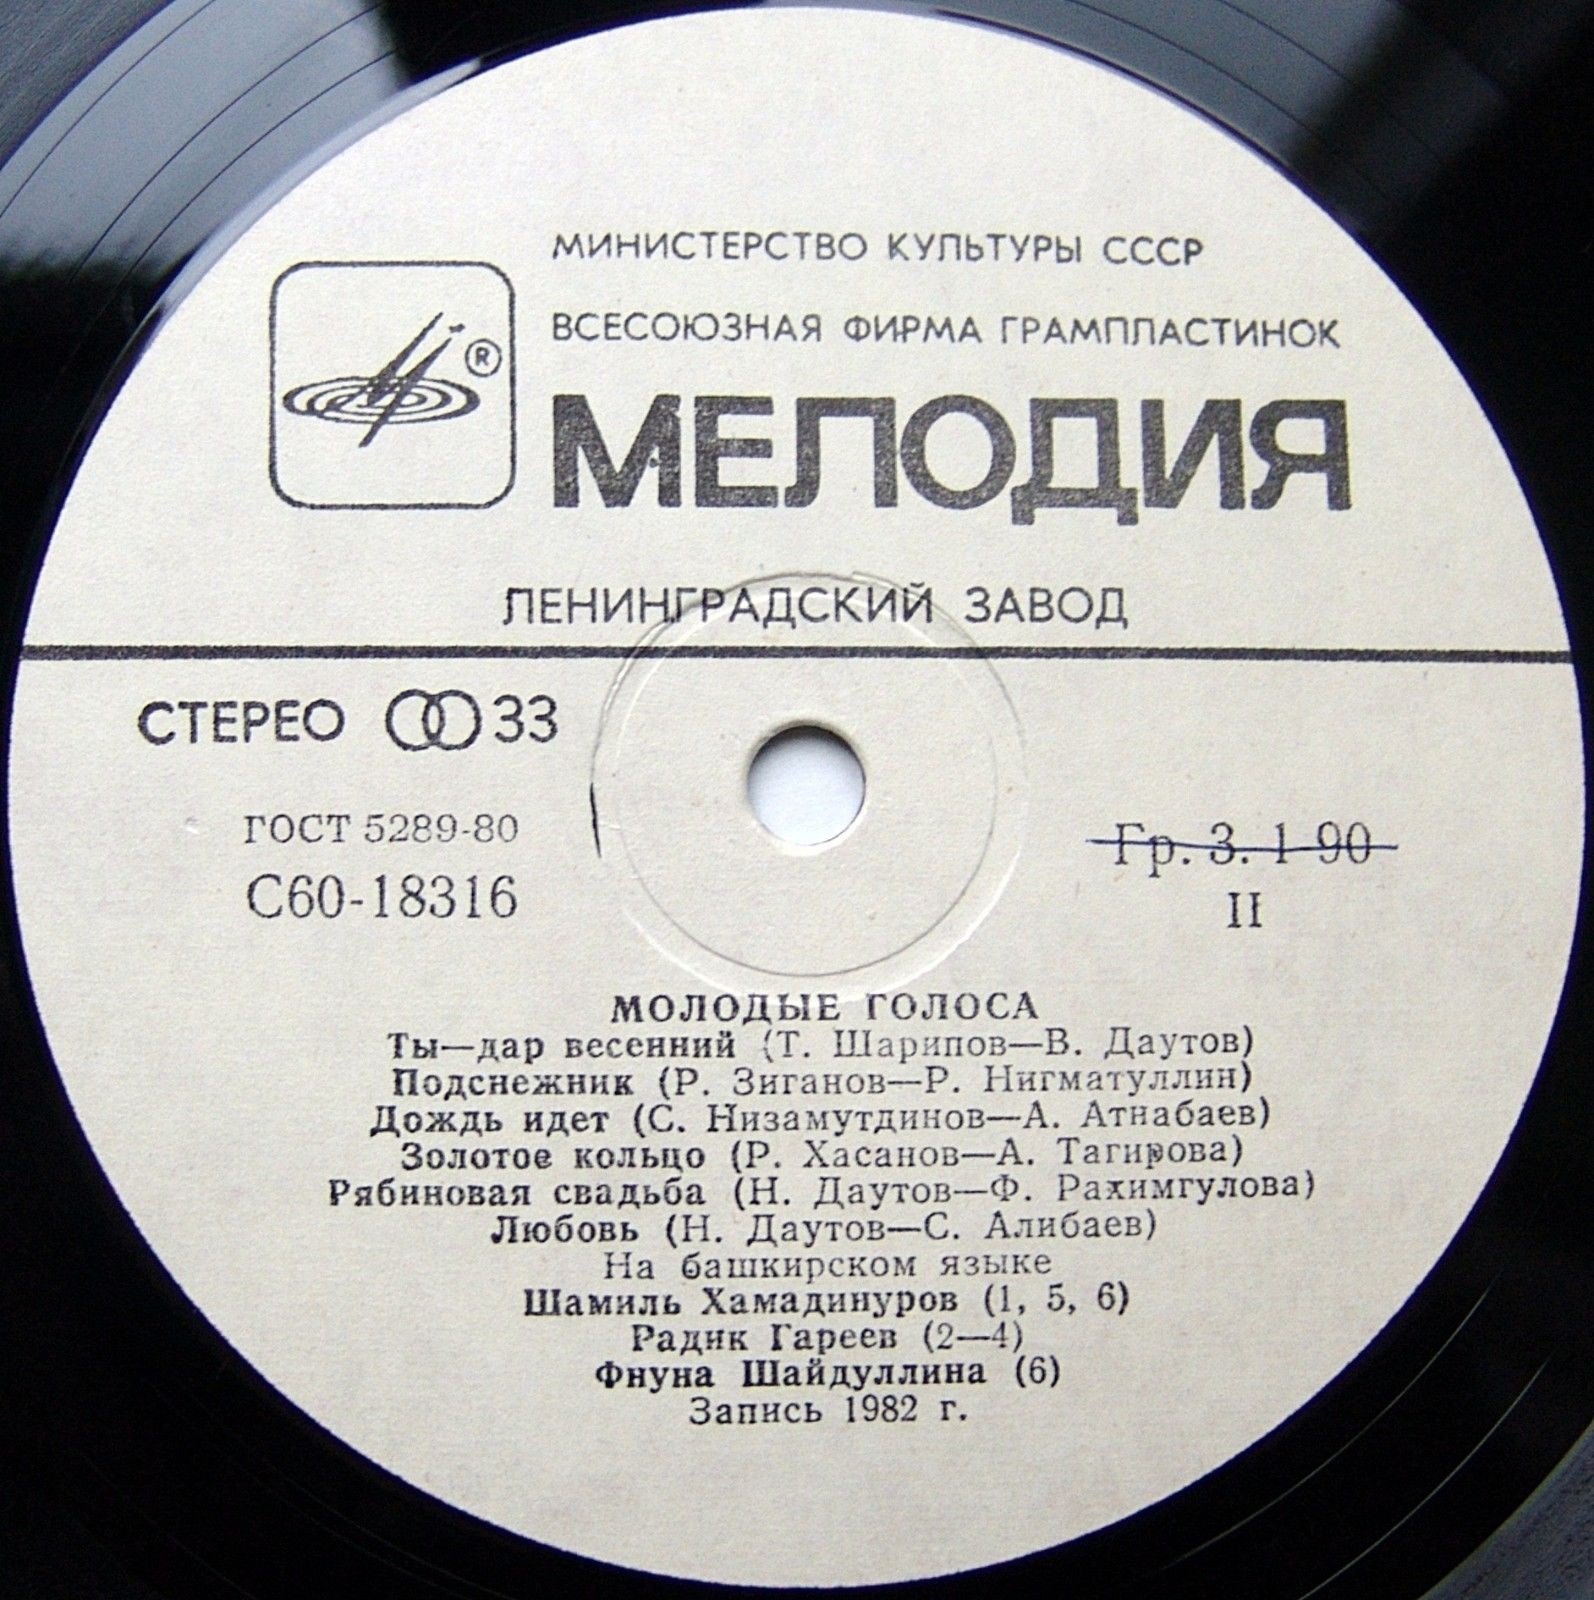 МИНИСТЕРСТВО КУЛЬТУРЫ СССР
ВСЕСОЮЗНАЯ ФИРМА ГРАМПЛАСТИНОК
®
МЕЛОДИЯ
ЛЕНИНГРАДСКИЙ ЗАВОД
СТЕРЕО 33
ГОСТ 5289-80
Гр. 3. 1-90
С60-18316
II
МОЛОДЫЕ ГОЛОСА
Ты—дар весенний (Т. Шарипов—В. Даутов)
Подснежник (Р. Зиганов—Р. Нигматуллин)
Дождь идет (С. Низамутдинов—А. Атнабаев)
Золотое кольцо (Р. Хасанов—А. Тагирова)
Рябиновая свадьба (Н. Даутов—Ф. Рахимгулова)
Любовь (Н. Даутов—С. Алибаев)
На башкирском языке
Шамиль Хамадинуров (1, 5, 6)
Радик Гареев (2—4)
Фнуна Шайдуллина (6)
Запись 1982 г.